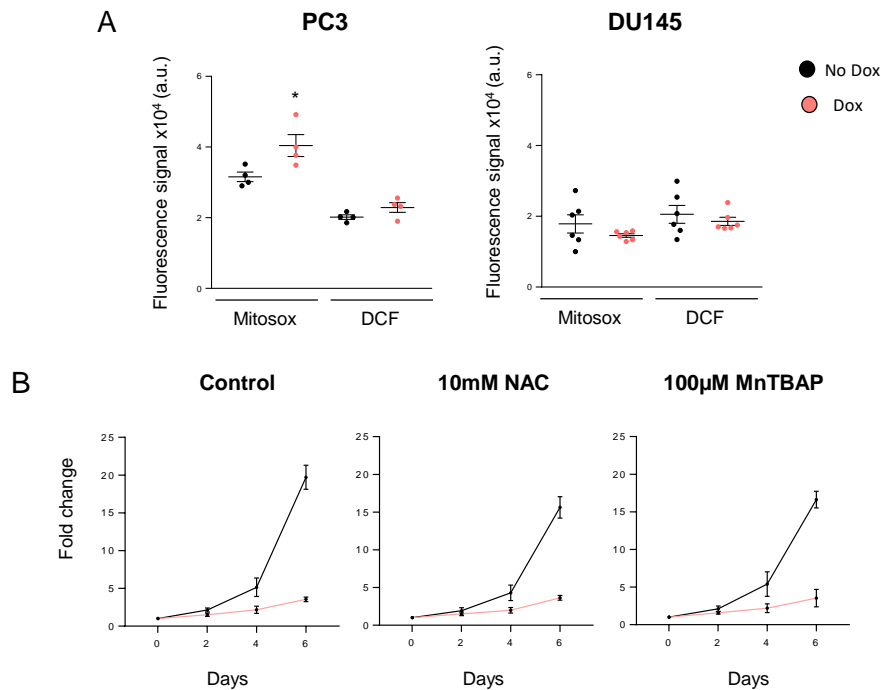 A
PC3
DU145
No Dox
Dox
Fluorescence signal x10⁴ (a.u.)
6
4
2
0
*
Mitosox
DCF
Fluorescence signal x10⁴ (a.u.)
6
4
2
0
Mitosox
DCF
B
Control
10mM NAC
100µM MnTBAP
Fold change
25
20
15
10
5
0
0 2 4 6
Days
25
20
15
10
5
0
0 2 4 6
Days
25
20
15
10
5
0
0 2 4 6
Days